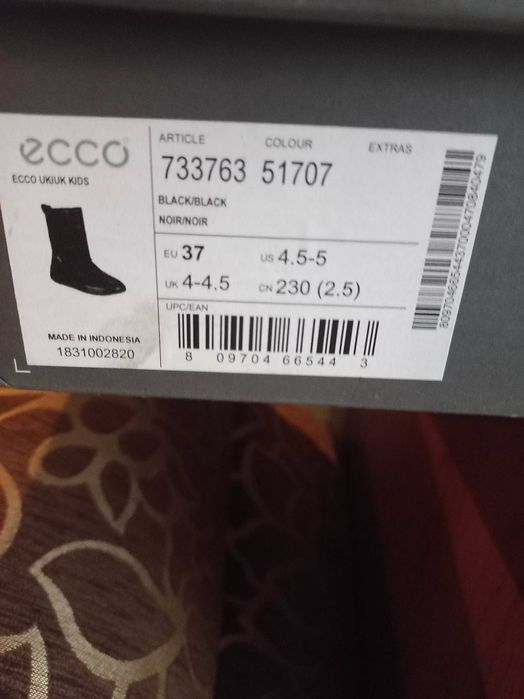 ecco
ECCO UKIUK KIDS
MADE IN INDONESIA
1831002820
ARTICLE COLOUR EXTRAS
733763 51707
BLACK/BLACK
NOIR/NOIR
EU 37 US 4.5-5
UK 4-4.5 CN 230 (2.5)
UPC/EAN
8 09704 66544 3